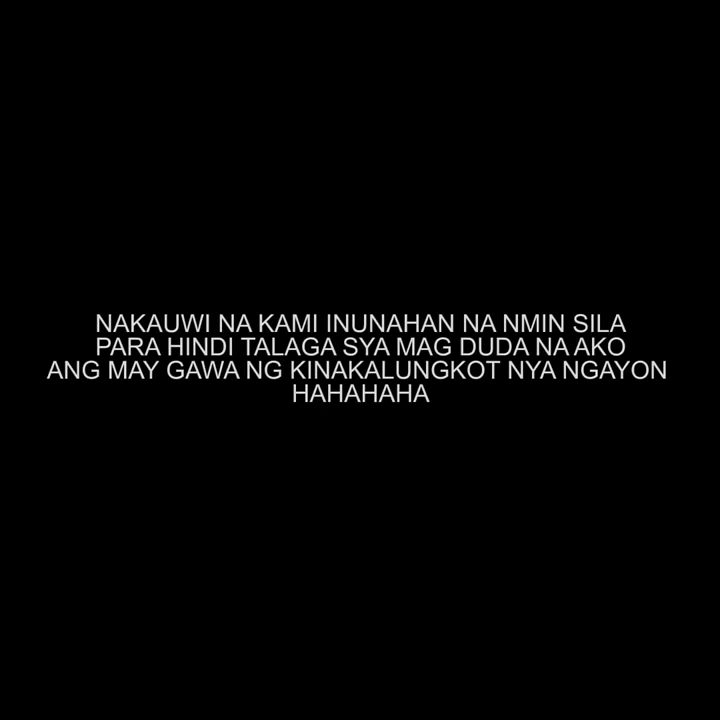 NAKAUWI NA KAMI INUNAHAN NA NMIN SILA
PARA HINDI TALAGA SYA MAG DUDA NA AKO
ANG MAY GAWA NG KINAKALUNGKOT NYA NGAYON
HAHAHAHA